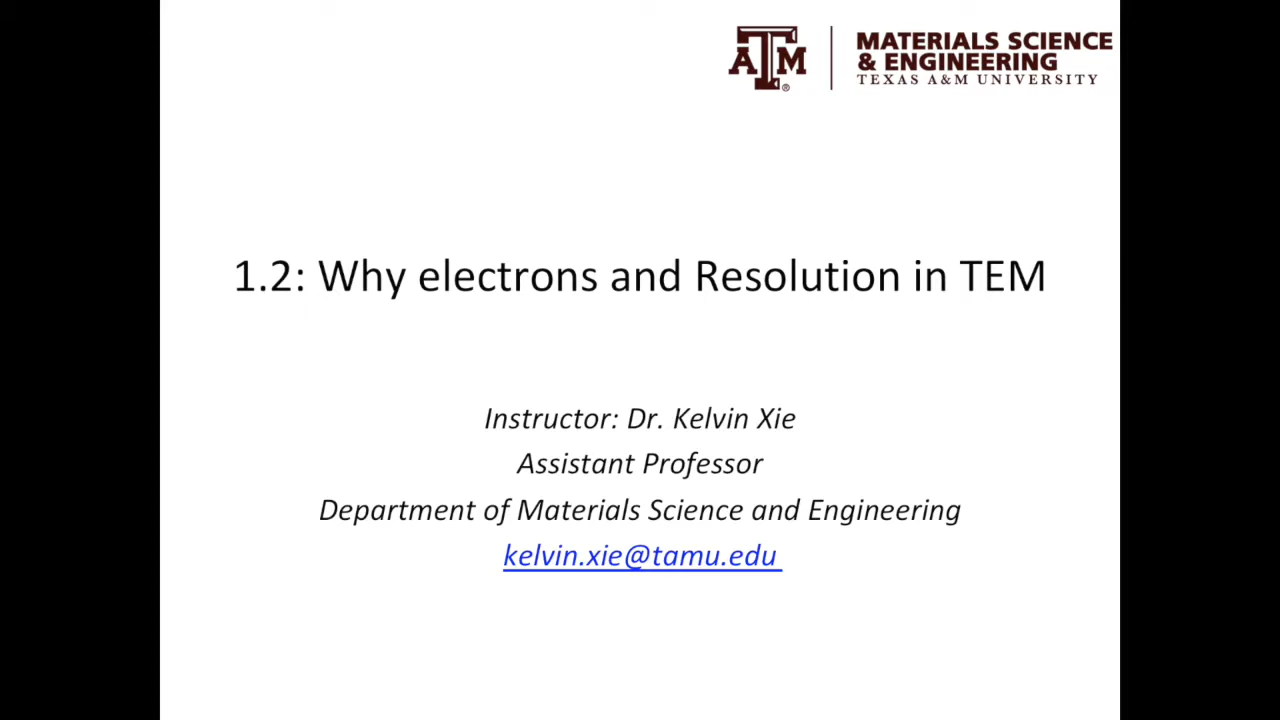 ATM®
MATERIALS SCIENCE
& ENGINEERING
TEXAS A&M UNIVERSITY
1.2: Why electrons and Resolution in TEM
Instructor: Dr. Kelvin Xie
Assistant Professor
Department of Materials Science and Engineering
kelvin.xie@tamu.edu